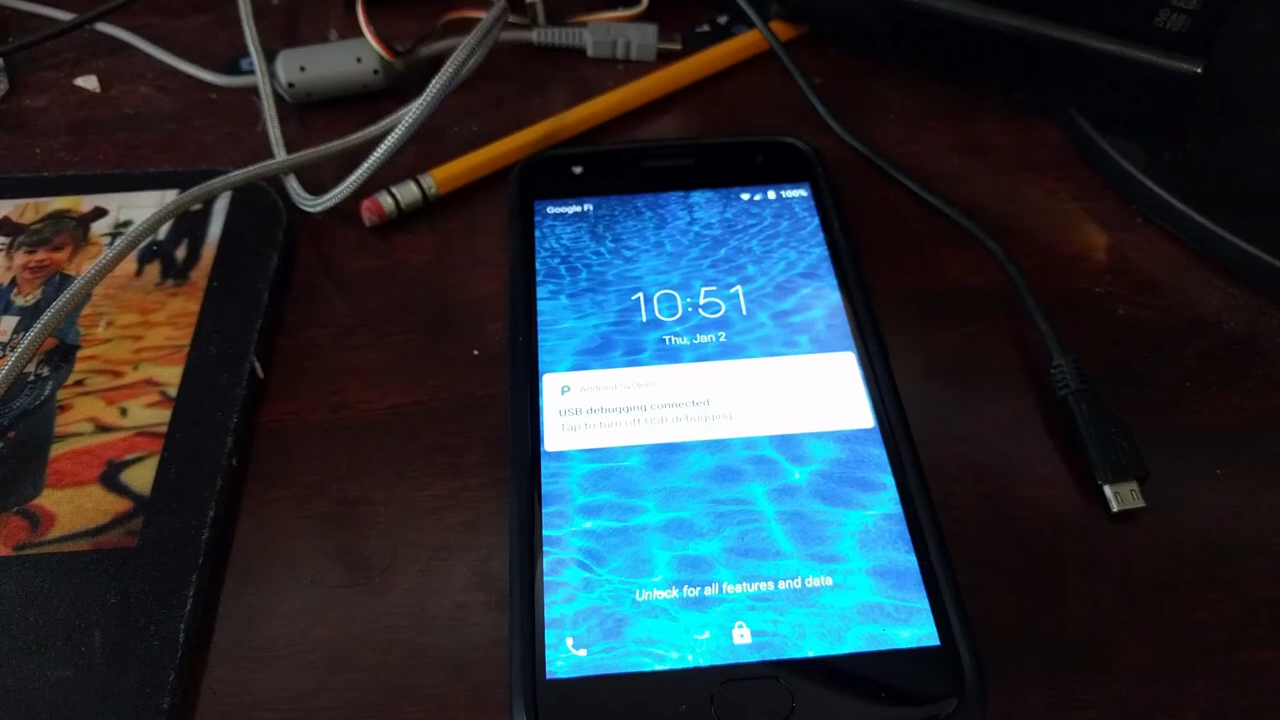 Google Fi
100%
10:51
Thu, Jan 2
Android System
USB debugging connected
Tap to turn off USB debugging.
Unlock for all features and data